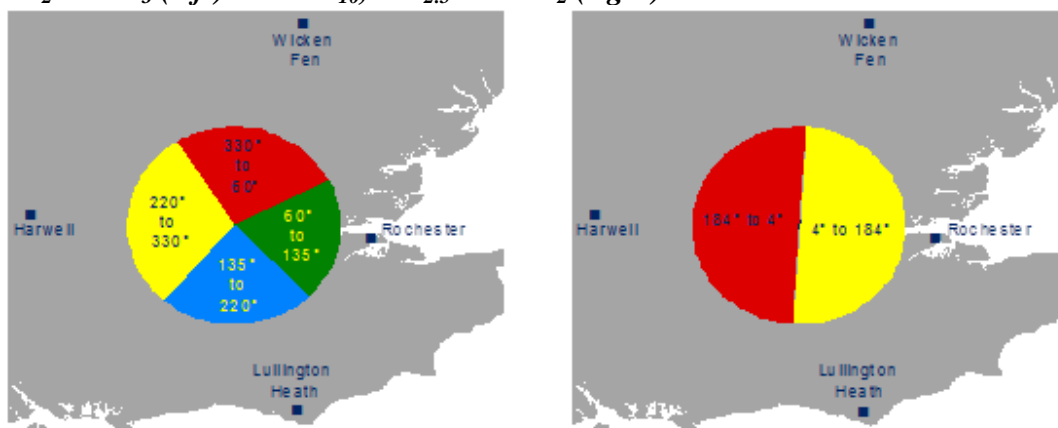 Wicken
Fen
330°
to
60°
220°
to
330°
60°
to
135°
135°
to
220°
Harwell
Rochester
Lullington
Heath
Wicken
Fen
184° to 4°
4° to 184°
Harwell
Rochester
Lullington
Heath